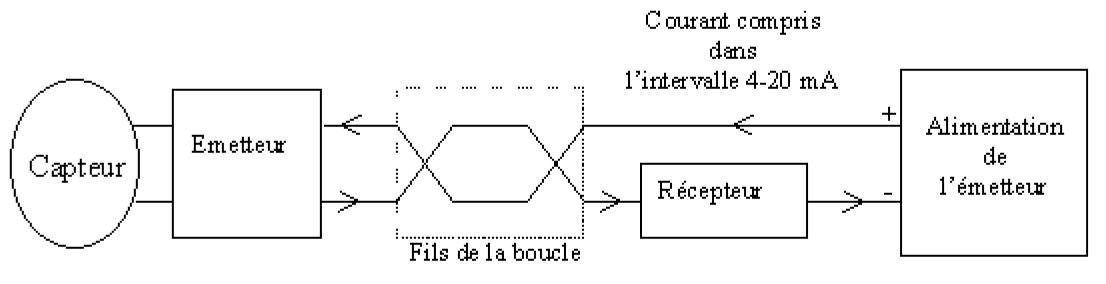 Courant compris
dans
l'intervalle 4-20 mA
+
Alimentation
de
l'émetteur
Emetteur
Capteur
Récepteur
-
Fils de la boucle